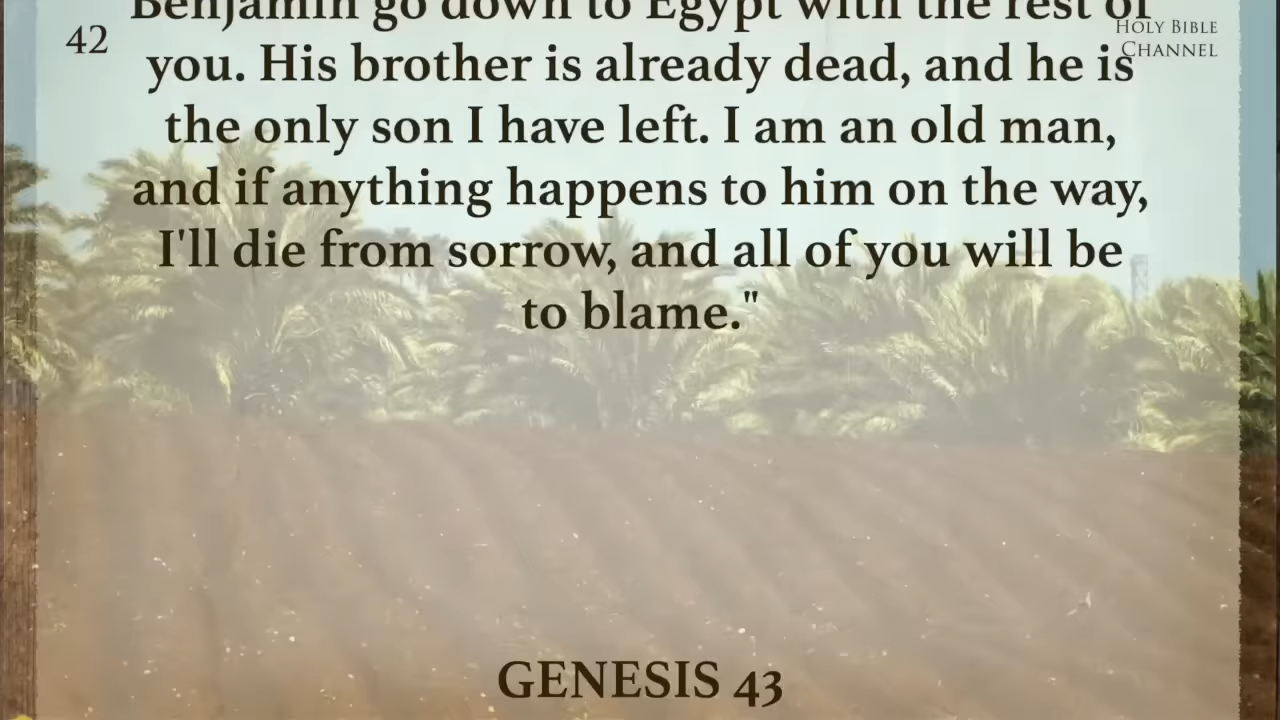 Benjamin go down to Egypt with the rest of
42
HOLY BIBLE
CHANNEL
you. His brother is already dead, and he is
the only son I have left. I am an old man,
and if anything happens to him on the way,
I'll die from sorrow, and all of you will be
to blame."
GENESIS 43